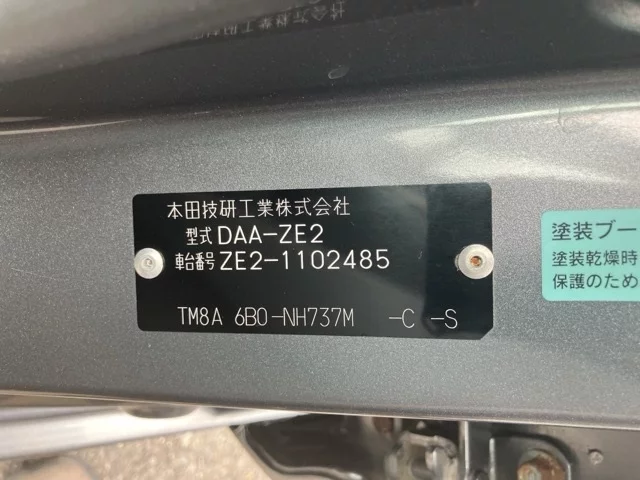 本田技研工業株式会社
型式 DAA-ZE2
車台番号 ZE2-1102485
TM8A 6B0-NH737M -C -S
塗装ブー
塗装乾燥時
保護のため